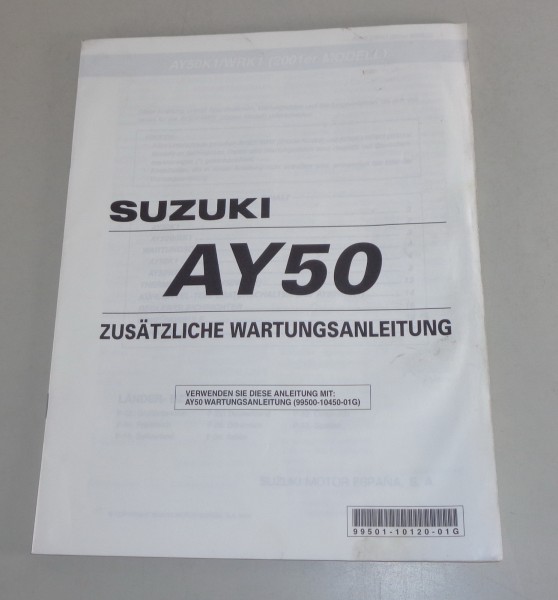 SUZUKI
AY50
ZUSÄTZLICHE WARTUNGSANLEITUNG
VERWENDEN SIE DIESE ANLEITUNG MIT:
AY50 WARTUNGSANLEITUNG (99500-10450-01G)
99501-10120-01G